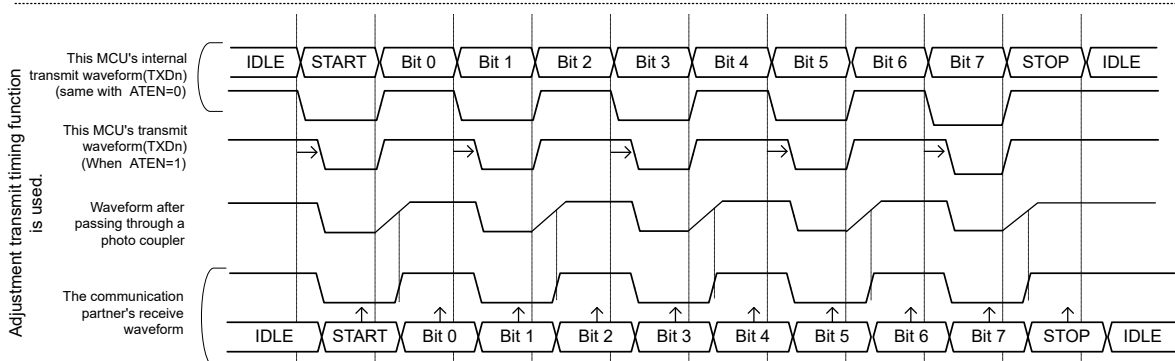 Adjustment transmit timing function
is used.
This MCU's internal
transmit waveform(TXDn)
(same with ATEN=0)
IDLE START Bit 0 Bit 1 Bit 2 Bit 3 Bit 4 Bit 5 Bit 6 Bit 7 STOP IDLE
This MCU's transmit
waveform(TXDn)
(When ATEN=1)
Waveform after
passing through a
photo coupler
The communication
partner's receive
waveform
IDLE START Bit 0 Bit 1 Bit 2 Bit 3 Bit 4 Bit 5 Bit 6 Bit 7 STOP IDLE